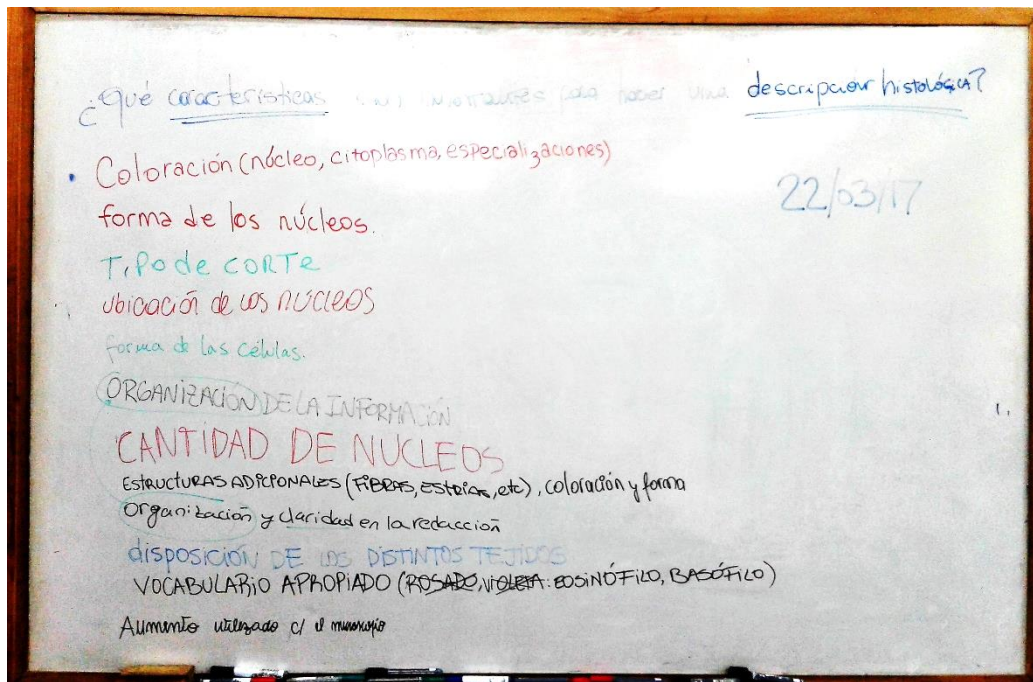 ¿Qué características son importantes para hacer una descripción histológica?
22/03/17
• Coloración (núcleo, citoplasma, especializaciones)
forma de los núcleos.
Tipo de CORTe
ubicación de los núcleos
forma de las células.
ORGANIZACIÓN DE LA INFORMACIÓN
CANTIDAD DE NUCLEOS
ESTRUCTURAS ADICIONALES (FIBRAS, ESTRIAS, etc), coloración y forma
Organización y claridad en la redacción
disposición DE LOS DISTINTOS TEJIDOS
VOCABULARIO APROPIADO (ROSADO, VIOLETA: EOSINÓFILO, BASÓFILO)
Aumento utilizado c/ el microscopio